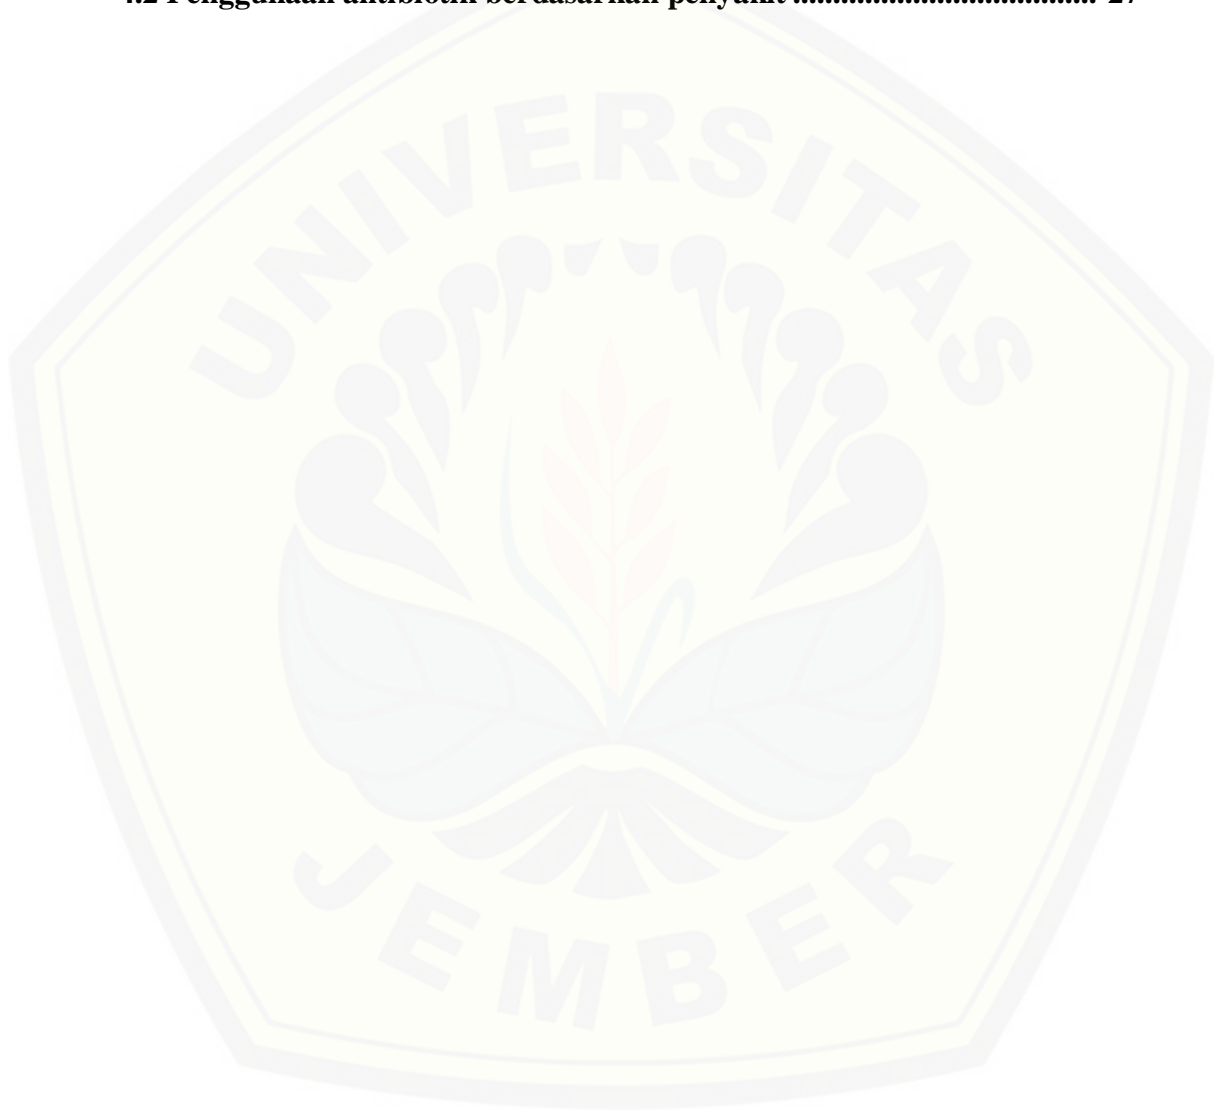 4.2 Penggunaan antibiotik berdasarkan penyakit ...................................... 27
UNIVERSITAS
JEMBER